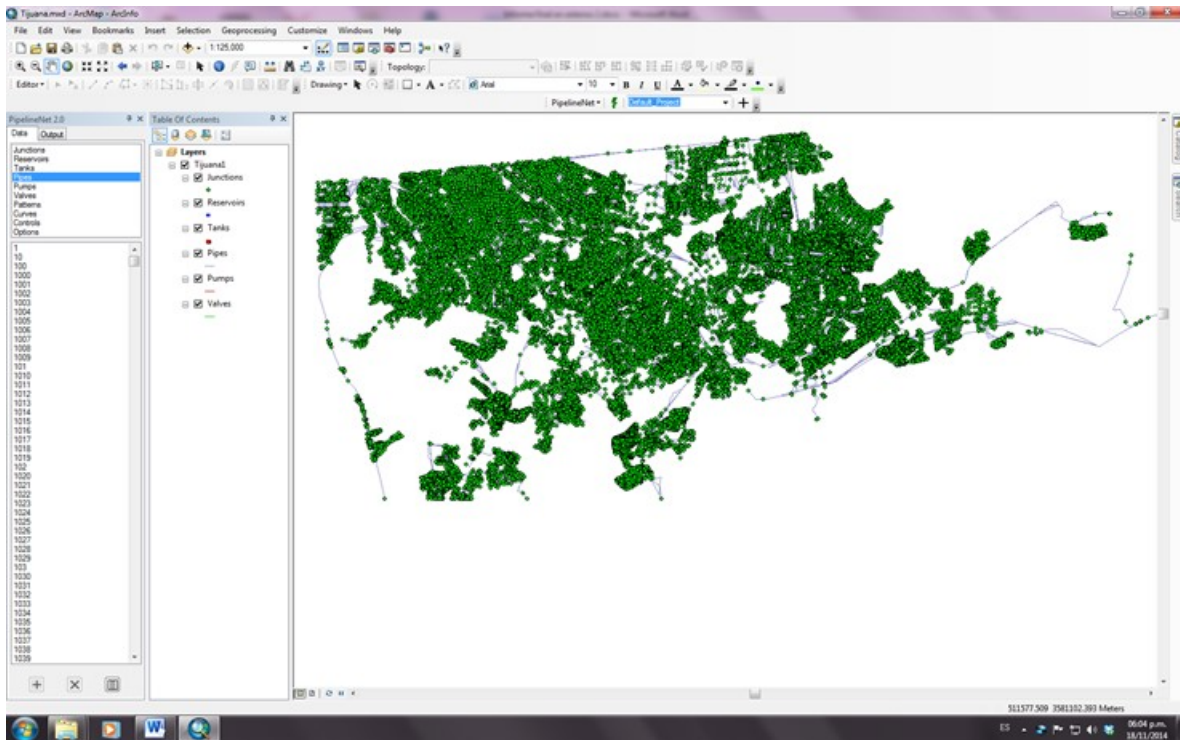 Tijuana.mxd - ArcMap - ArcInfo
File Edit View Bookmarks Insert Selection Geoprocessing Customize Windows Help
1:125,000
Topology:
Editor
Drawing
Arial
10
B I U A
PipelineNet
Default_Project
PipelineNet 2.0
Data Output
Junctions
Reservoirs
Tanks
Pipes
Pumps
Valves
Patterns
Curves
Controls
Options
1
10
100
1000
1001
1002
1003
1004
1005
1006
1007
1008
1009
101
1010
1011
1012
1013
1014
1015
1016
1017
1018
1019
102
1020
1021
1022
1023
1024
1025
1026
1027
1028
1029
103
1030
1031
1032
1033
1034
1035
1036
1037
1038
1039
Table Of Contents
Layers
Tijuana1
Junctions
Reservoirs
Tanks
Pipes
Pumps
Valves
511577.509 3581102.393 Meters
ES
06:04 p.m.
18/11/2014